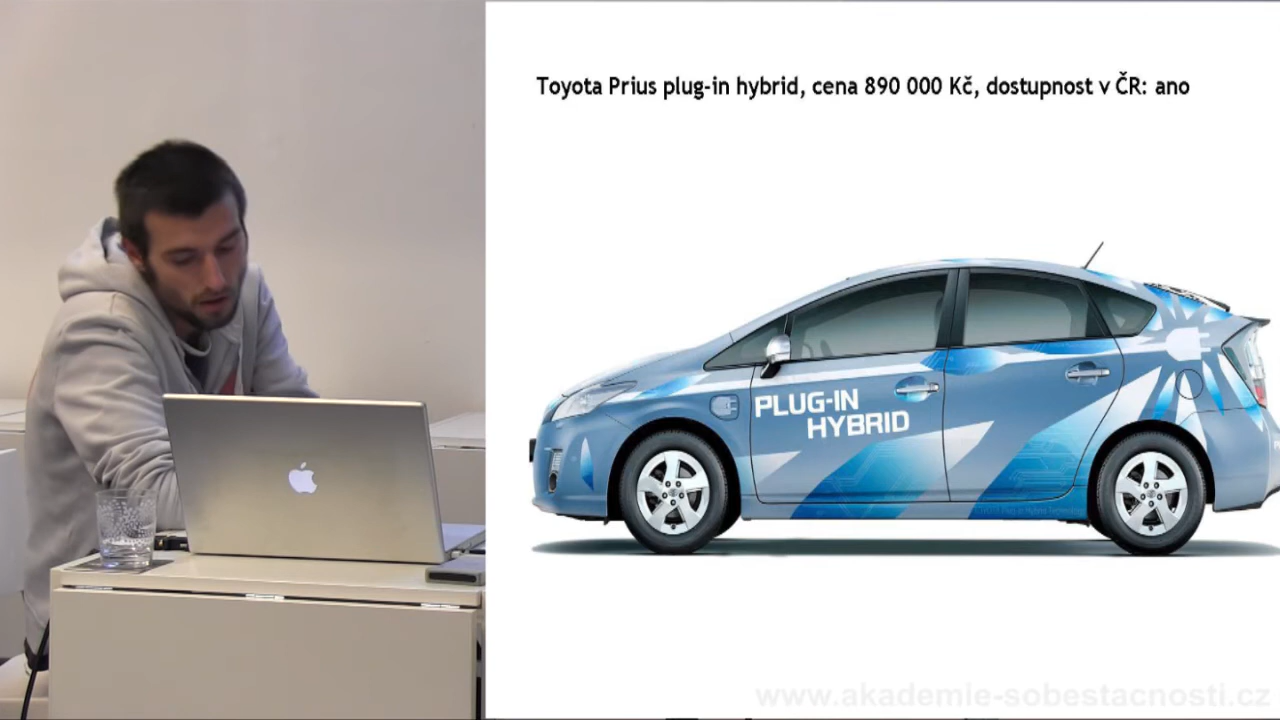 Toyota Prius plug-in hybrid, cena 890 000 Kč, dostupnost v ČR: ano
PLUG-IN
HYBRID
www.akademie-sobestacnosti.cz